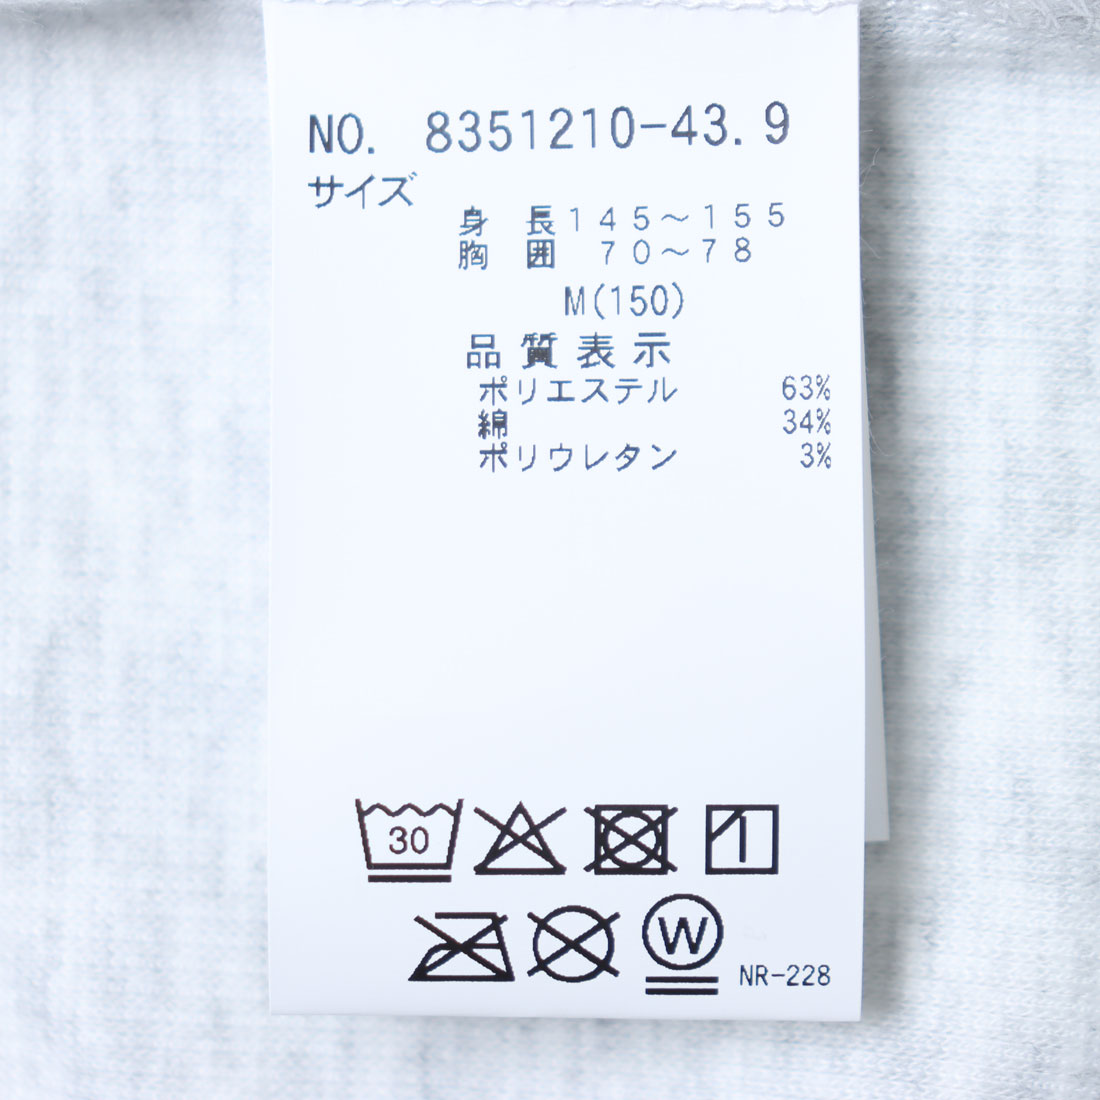 NO. 8351210-43.9
サイズ
身 長145～155
胸 囲 70～78
M(150)
品質表示
ポリエステル 63%
綿 34%
ポリウレタン 3%
30
W
NR-228